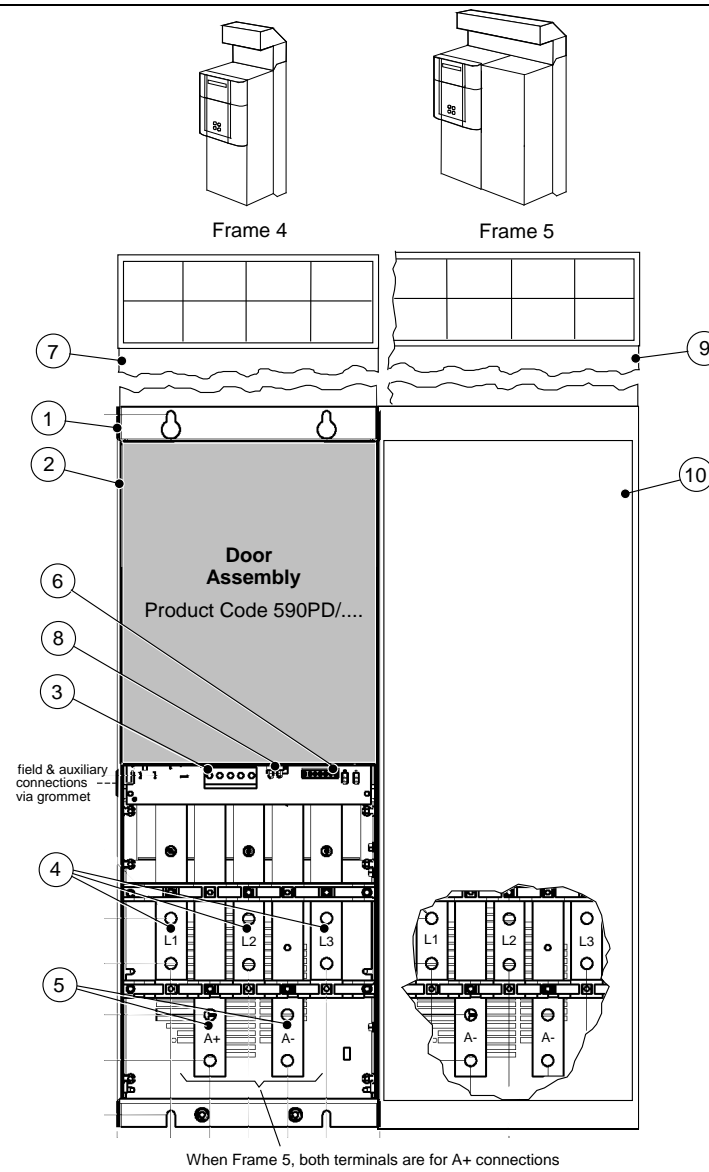 Frame 4
Frame 5
7
9
1
2
10
Door
Assembly
Product Code 590PD/....
6
8
3
field & auxiliary
connections
via grommet
4
L1
L2
L3
L1
L2
L3
5
A+
A-
A-
A-
When Frame 5, both terminals are for A+ connections